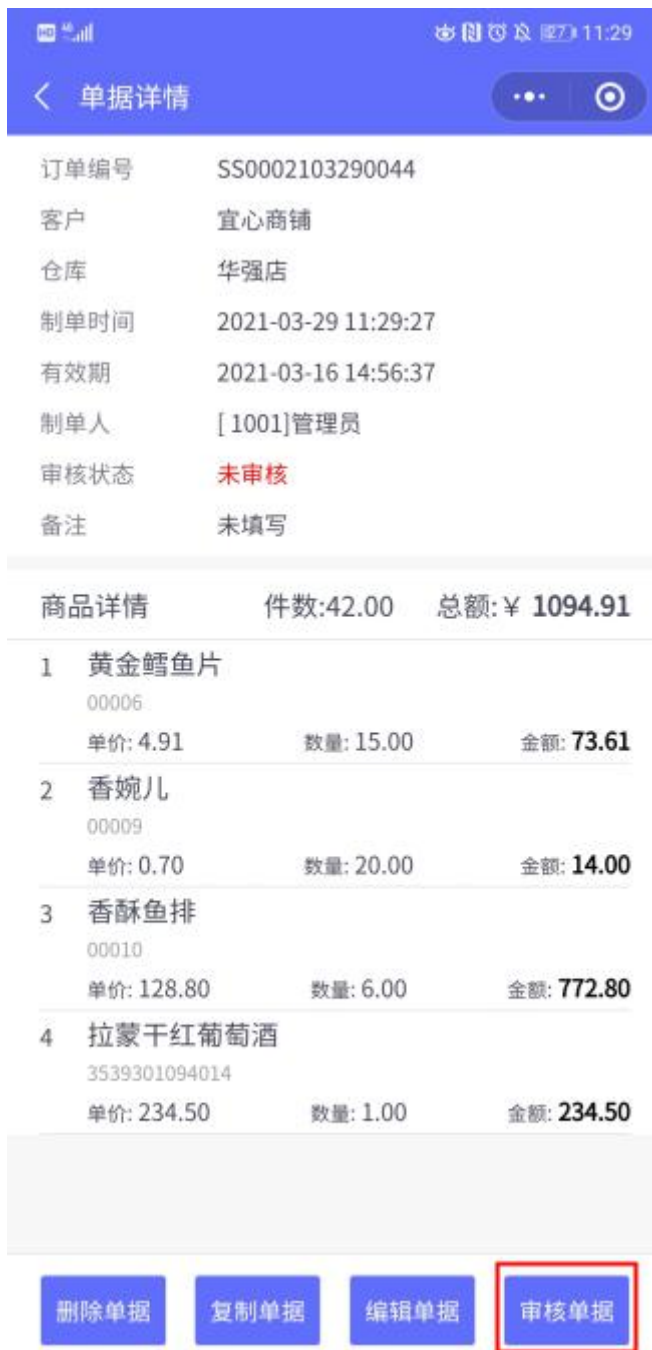 HD 4G 27 11:29
单据详情
订单编号 SS0002103290044
客户 宜心商铺
仓库 华强店
制单时间 2021-03-29 11:29:27
有效期 2021-03-16 14:56:37
制单人 [ 1001]管理员
审核状态 未审核
备注 未填写
商品详情 件数:42.00 总额:¥ 1094.91
1 黄金鳕鱼片
00006
单价: 4.91 数量: 15.00 金额: 73.61
2 香婉儿
00009
单价: 0.70 数量: 20.00 金额: 14.00
3 香酥鱼排
00010
单价: 128.80 数量: 6.00 金额: 772.80
4 拉蒙干红葡萄酒
3539301094014
单价: 234.50 数量: 1.00 金额: 234.50
删除单据 复制单据 编辑单据 审核单据